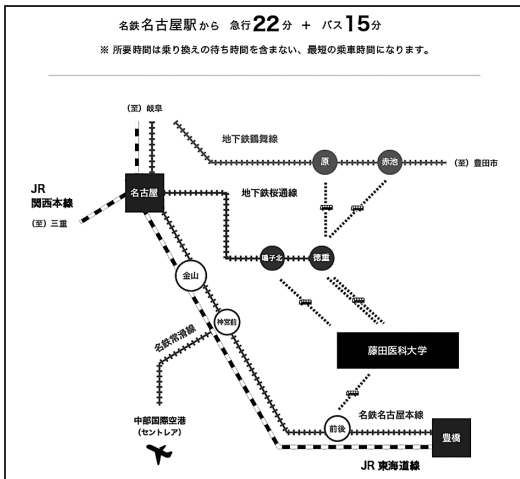 名鉄名古屋駅から 急行22分 + バス15分
※ 所要時間は乗り換えの待ち時間を含まない、最短の乗車時間になります。
（至）岐阜
地下鉄鶴舞線
原
赤池
（至）豊田市
JR
関西本線
（至）三重
名古屋
地下鉄桜通線
鳴子北
徳重
金山
神宮前
名鉄常滑線
藤田医科大学
中部国際空港
（セントレア）
前後
名鉄名古屋本線
豊橋
JR 東海道線